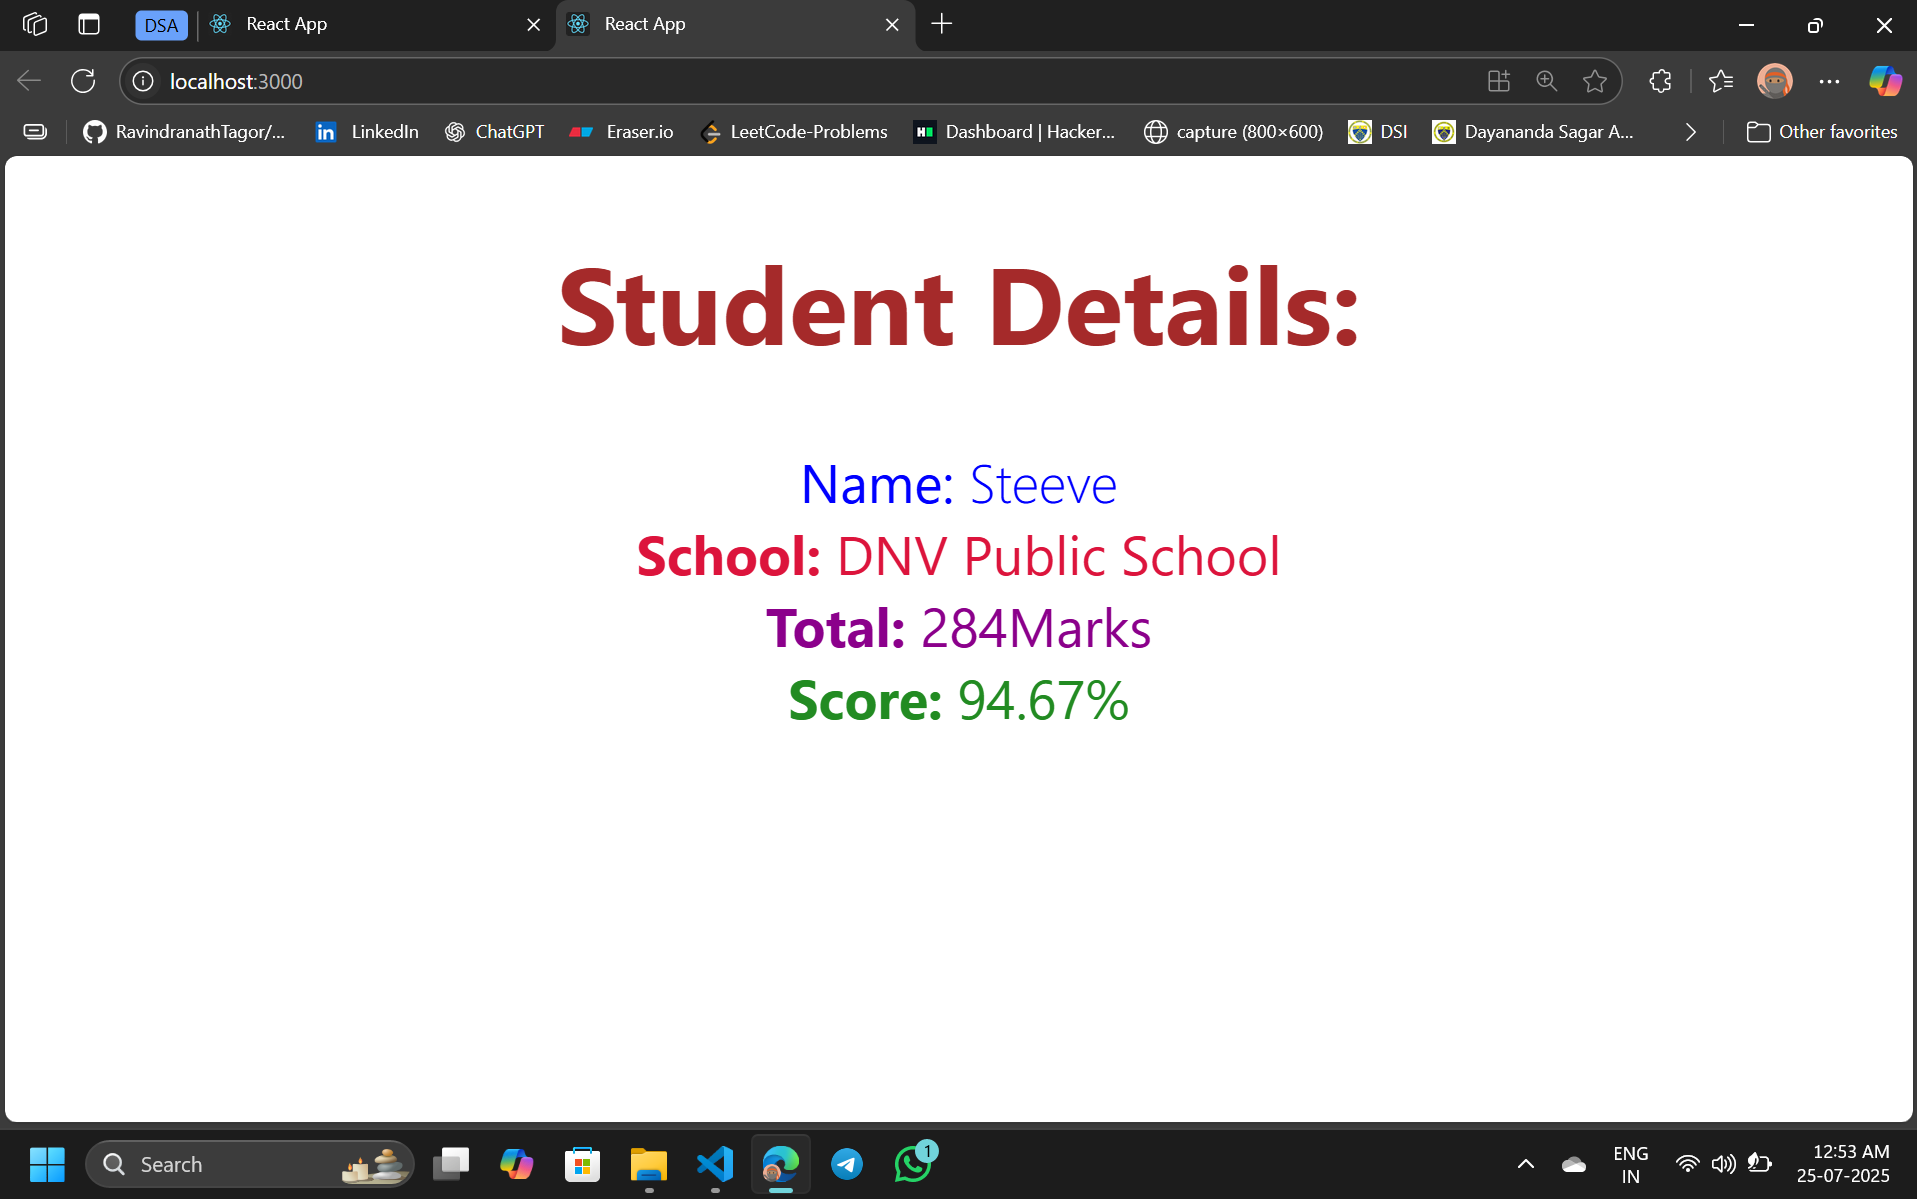 DSA React App React App
localhost:3000
RavindranathTagor/... LinkedIn ChatGPT Eraser.io LeetCode-Problems Dashboard | Hacker... capture (800×600) DSI Dayananda Sagar A... Other favorites
Student Details:
Name: Steeve
School: DNV Public School
Total: 284Marks
Score: 94.67%
Search 1 ENG 12:53 AM
IN 25-07-2025